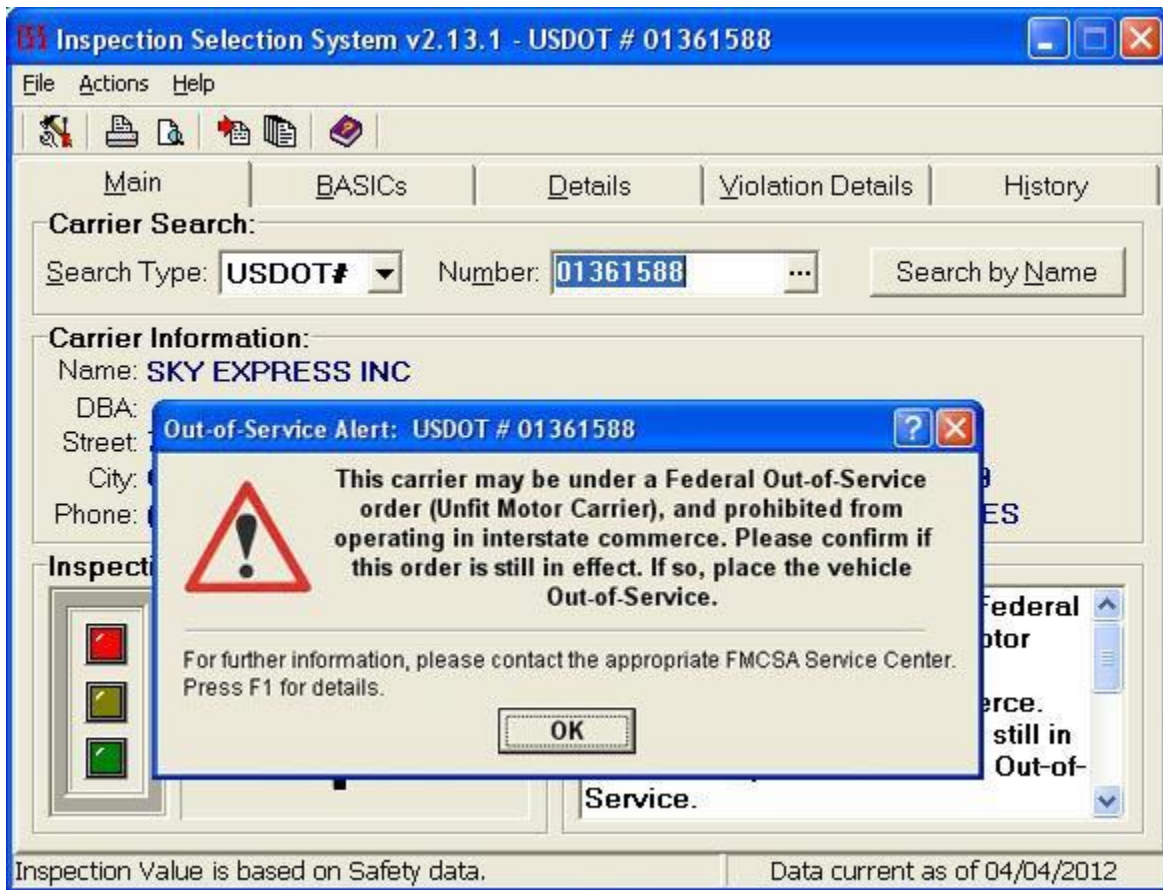 ISS Inspection Selection System v2.13.1 - USDOT # 01361588
File Actions Help
Main BASICs Details Violation Details History
Carrier Search:
Search Type: USDOT# Number: 01361588 ... Search by Name
Carrier Information:
Name: SKY EXPRESS INC
DBA:
Street:
City:
Phone: ES
Out-of-Service Alert: USDOT # 01361588
This carrier may be under a Federal Out-of-Service
order (Unfit Motor Carrier), and prohibited from
operating in interstate commerce. Please confirm if
this order is still in effect. If so, place the vehicle
Out-of-Service.
For further information, please contact the appropriate FMCSA Service Center.
Press F1 for details.
OK
Inspecti
Federal
otor
erce.
still in
Out-of-
Service.
Inspection Value is based on Safety data. Data current as of 04/04/2012